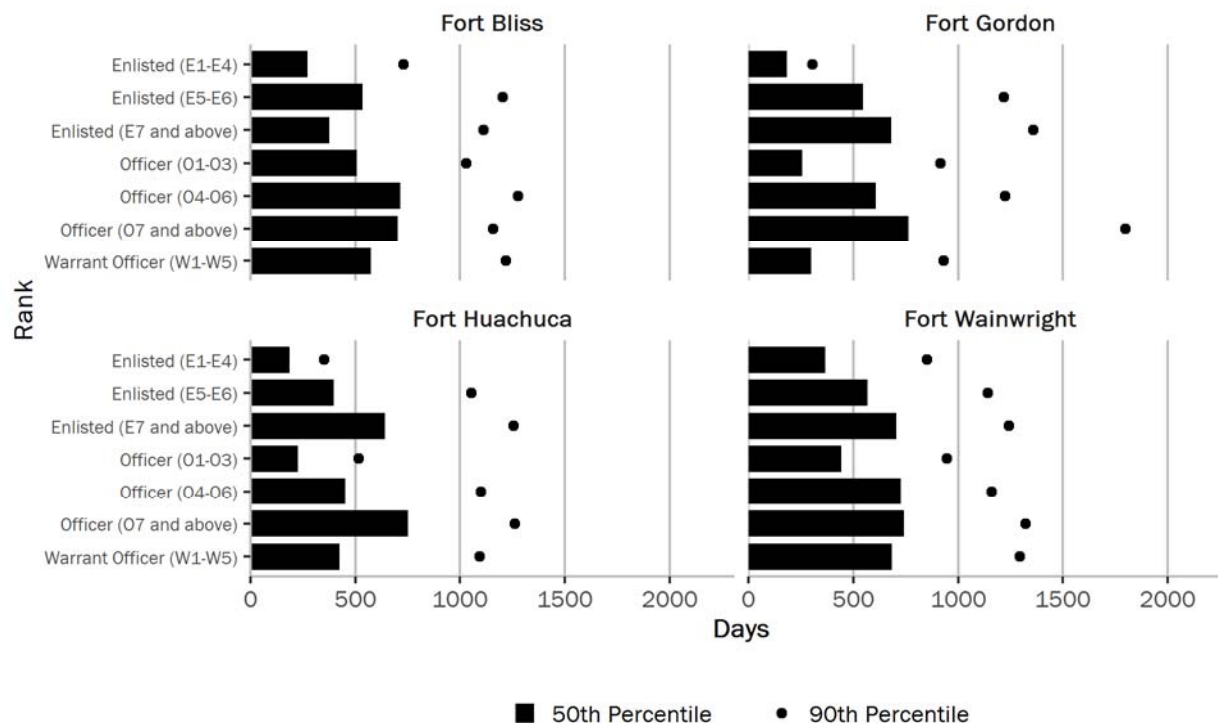 Fort Bliss
Fort Gordon
Enlisted (E1-E4)
Enlisted (E5-E6)
Enlisted (E7 and above)
Officer (O1-O3)
Officer (O4-O6)
Officer (O7 and above)
Warrant Officer (W1-W5)
Rank
Fort Huachuca
Fort Wainwright
Enlisted (E1-E4)
Enlisted (E5-E6)
Enlisted (E7 and above)
Officer (O1-O3)
Officer (O4-O6)
Officer (O7 and above)
Warrant Officer (W1-W5)
0 500 1000 1500 2000 0 500 1000 1500 2000
Days
50th Percentile 90th Percentile